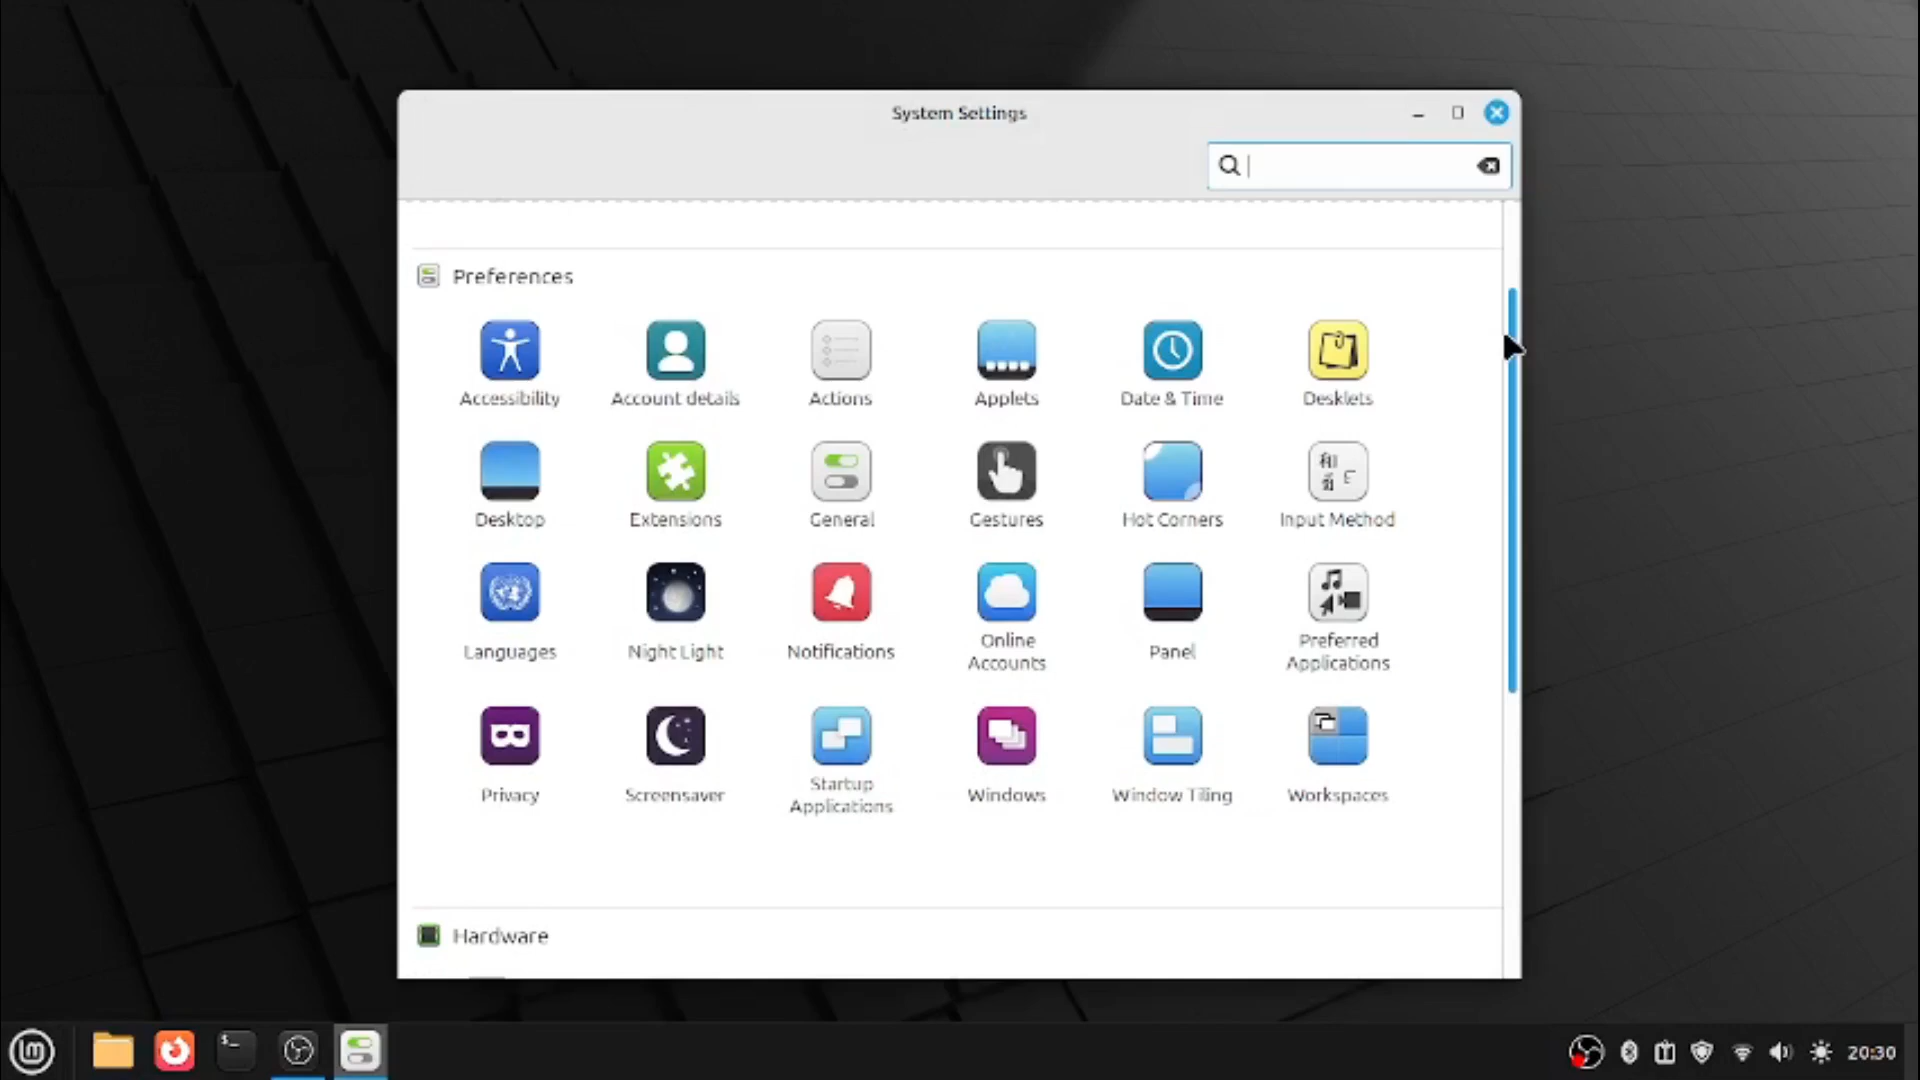 System Settings
Preferences
Accessibility
Account details
Actions
Applets
Date & Time
Desklets
Desktop
Extensions
General
Gestures
Hot Corners
Input Method
Languages
Night Light
Notifications
Online
Accounts
Panel
Preferred
Applications
Privacy
Screensaver
Startup
Applications
Windows
Window Tiling
Workspaces
Hardware
20:30